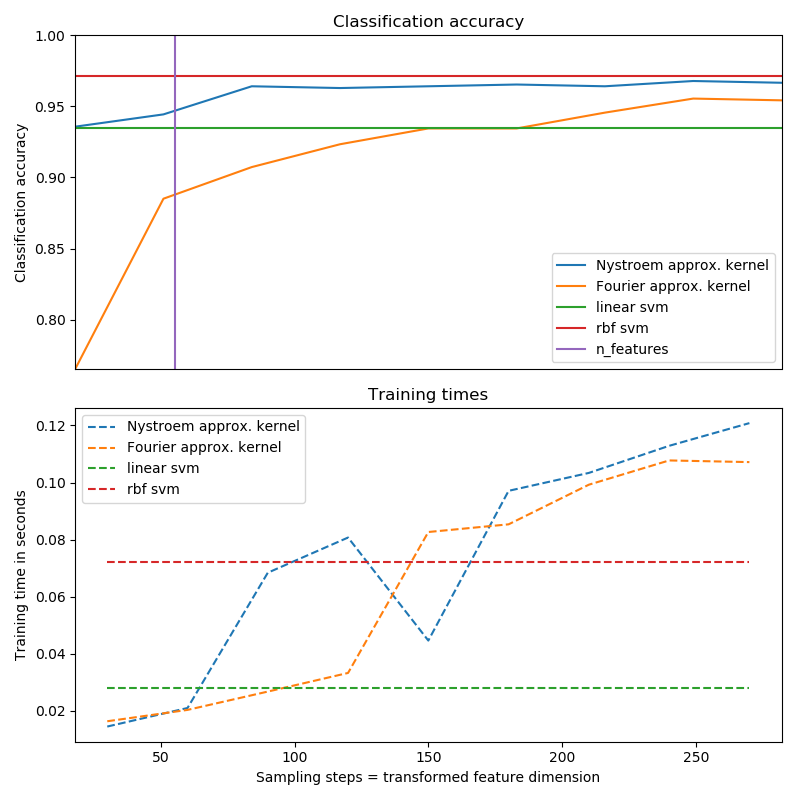 Classification accuracy
1.00
0.95
0.90
0.85
0.80
Classification accuracy
Nystroem approx. kernel
Fourier approx. kernel
linear svm
rbf svm
n_features
Training times
0.12
0.10
0.08
0.06
0.04
0.02
Training time in seconds
Nystroem approx. kernel
Fourier approx. kernel
linear svm
rbf svm
50
100
150
200
250
Sampling steps = transformed feature dimension